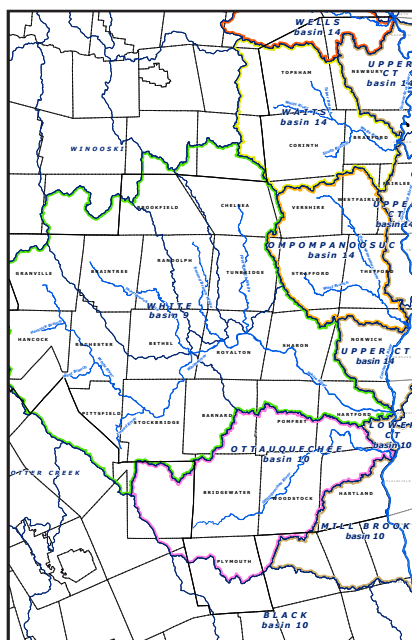 WELLS
basin 14
UPPER
CT
basin 14
TOPSHAM
NEWBURY
WAITS
basin 14
BRADFORD
CORINTH
WINOOSKI
FAIRLEE
WESTFAIRLEE
BROOKFIELD
CHELSEA
VERSHIRE
UPPER
CT
basin 14
OMPOMPANOOSUC
basin 14
RANDOLPH
GRANVILLE
BRAINTREE
TUNBRIDGE
STRAFFORD
THETFORD
WHITE
basin 9
HANCOCK
ROCHESTER
BETHEL
ROYALTON
SHARON
NORWICH
UPPER CT
basin 14
PITTSFIELD
STOCKBRIDGE
BARNARD
POMFRET
HARTFORD
LOWER
CT
basin 10
OTTAUQUECHEE
basin 10
OTTER CREEK
BRIDGEWATER
WOODSTOCK
HARTLAND
MILL BROOK
basin 10
PLYMOUTH
BLACK
basin 10